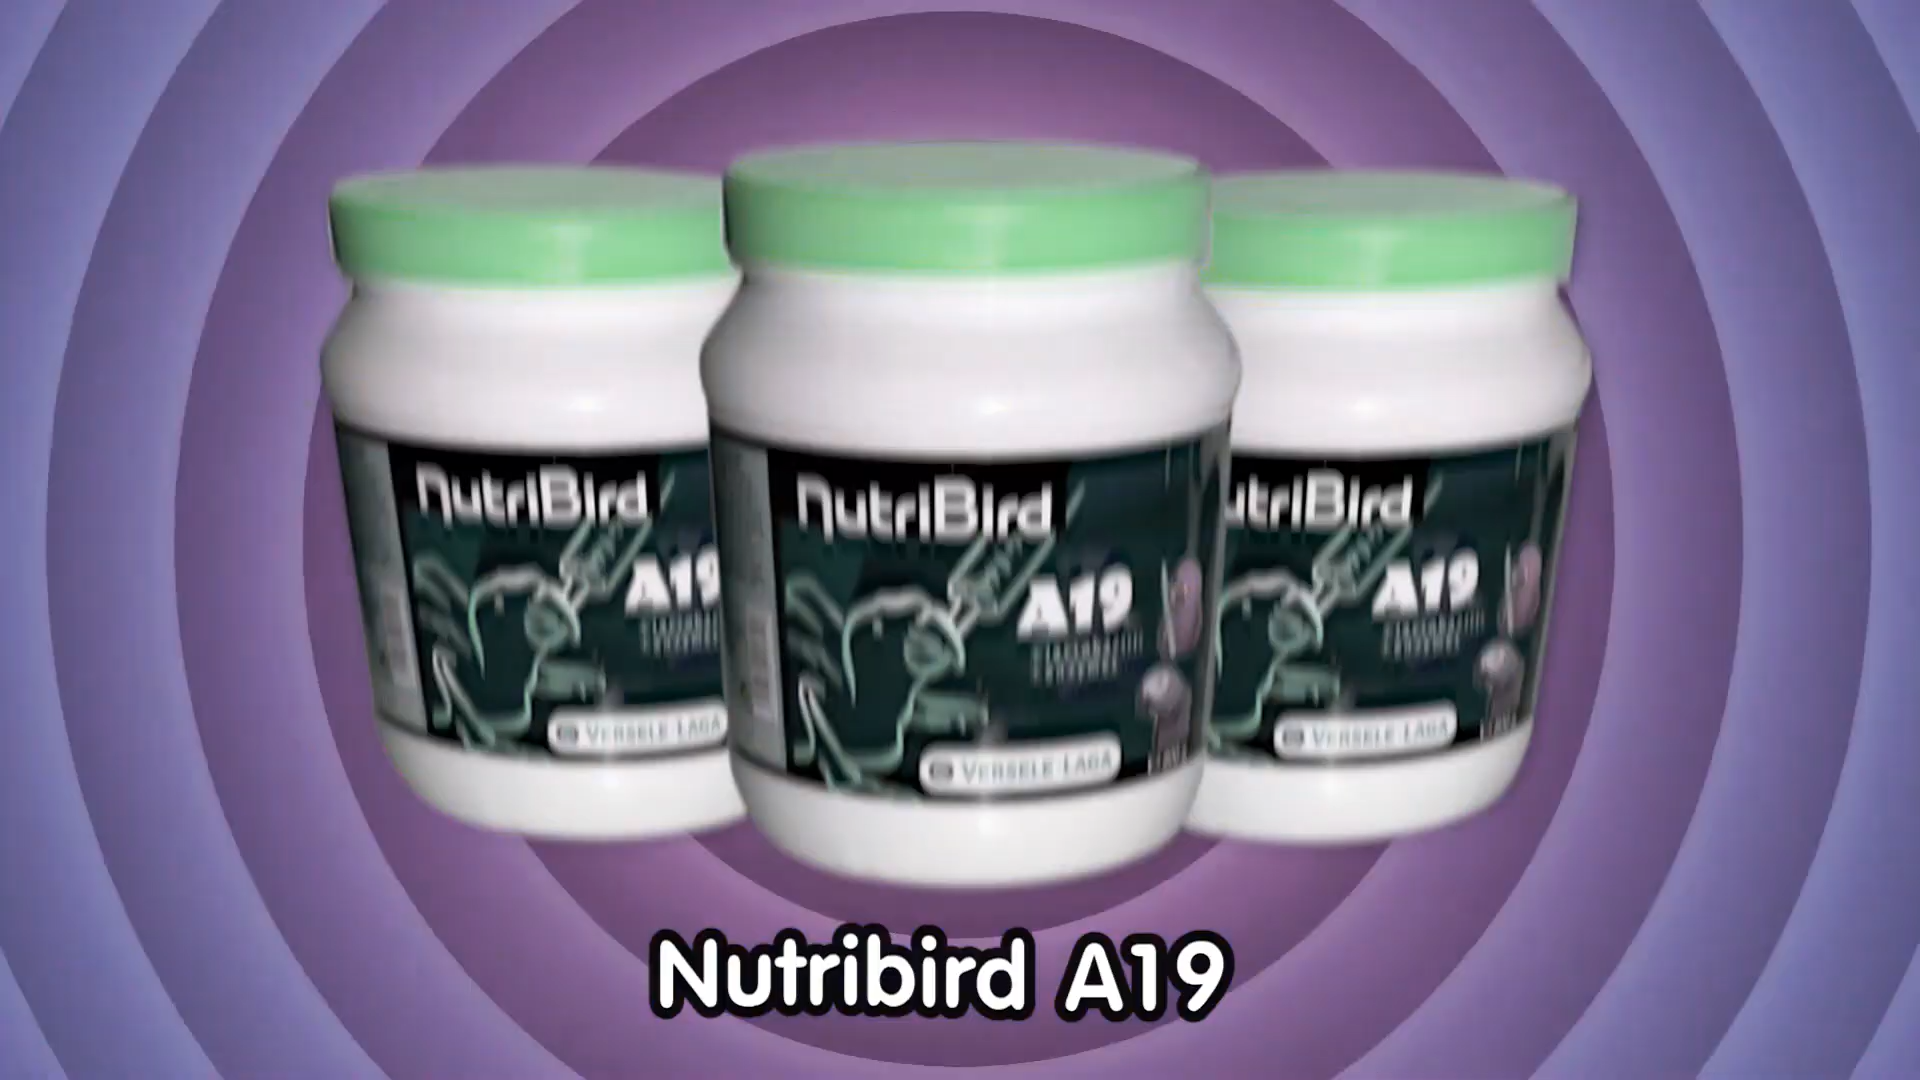 NutriBird
A19
VERSELE-LAGA
NutriBird
A19
VERSELE-LAGA
utriBird
A19
VERSELE-LAGA
Nutribird A19